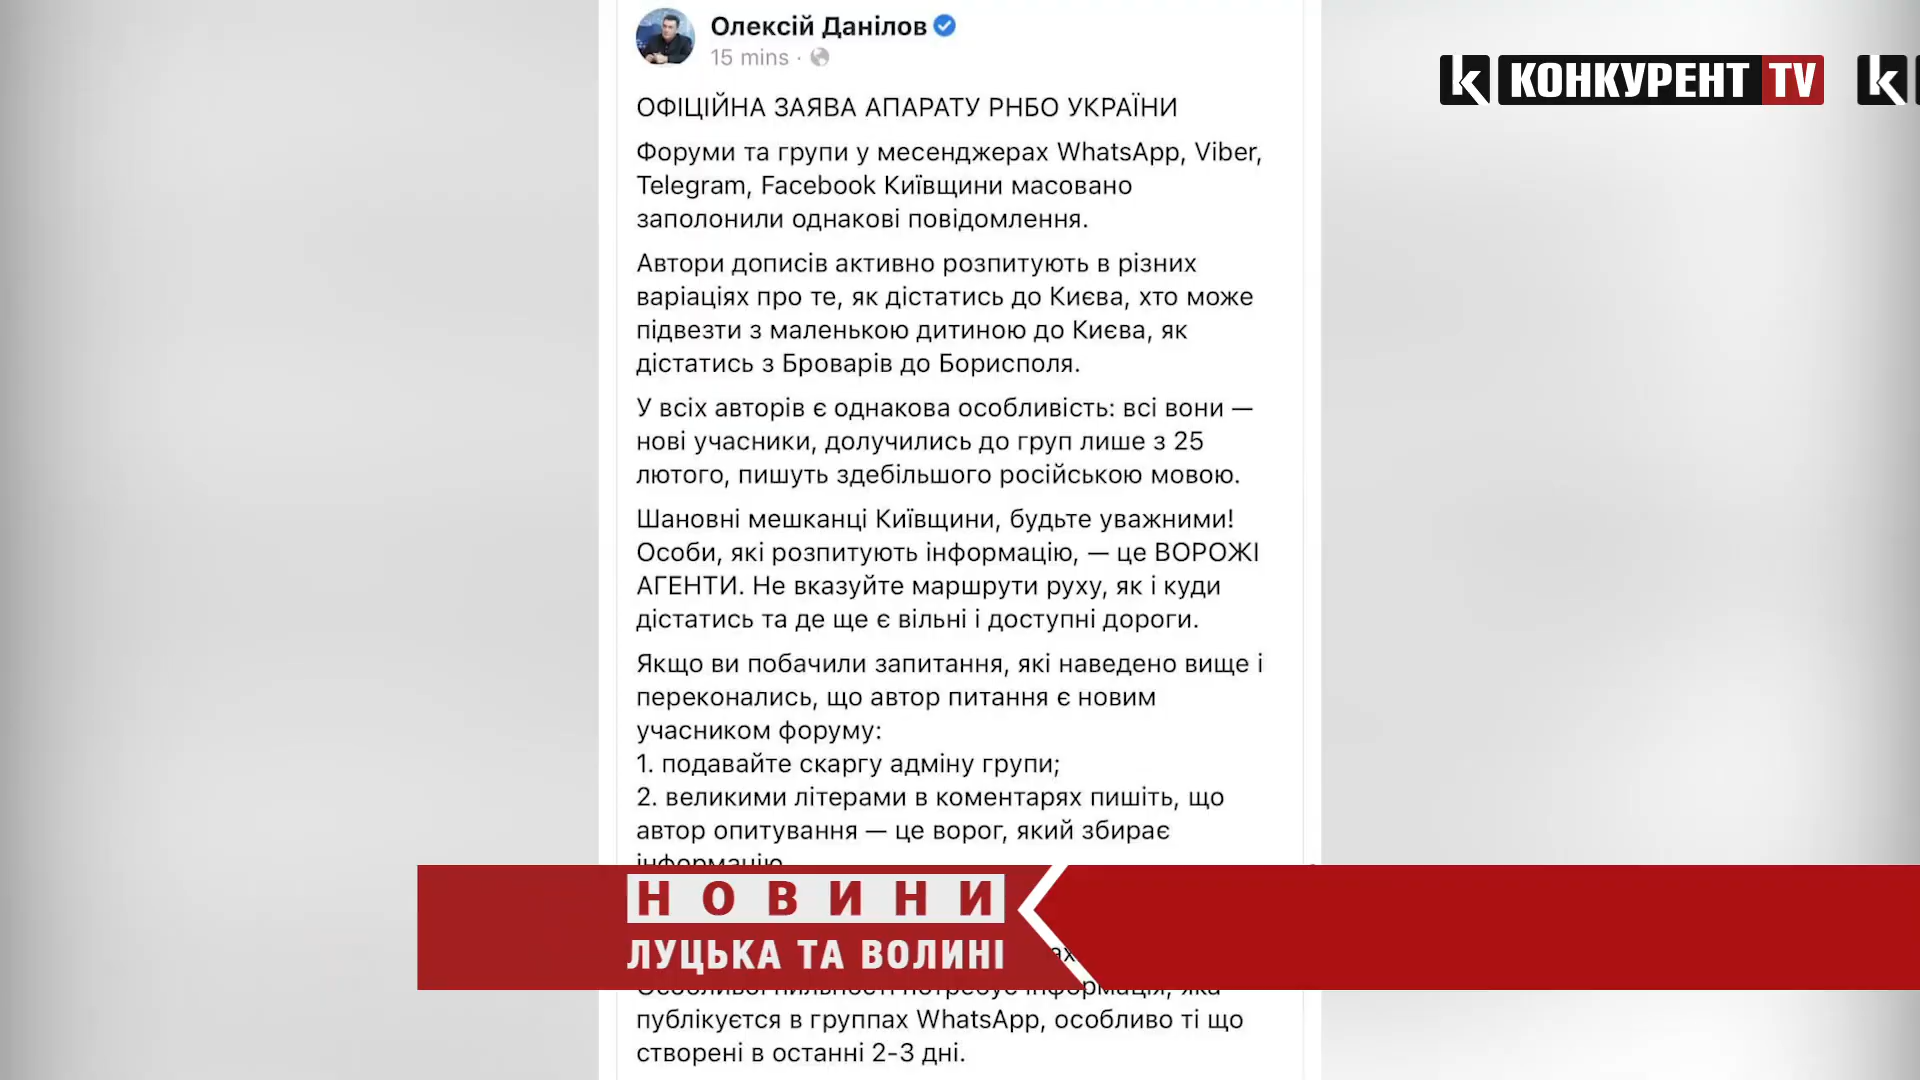 Олексій Данілов
15 mins ·
КОНКУРЕНТ TV
ОФІЦІЙНА ЗАЯВА АПАРАТУ РНБО УКРАЇНИ
Форуми та групи у месенджерах WhatsApp, Viber,
Telegram, Facebook Київщини масовано
заполонили однакові повідомлення.
Автори дописів активно розпитують в різних
варіаціях про те, як дістатись до Києва, хто може
підвезти з маленькою дитиною до Києва, як
дістатись з Броварів до Борисполя.
У всіх авторів є однакова особливість: всі вони —
нові учасники, долучились до груп лише з 25
лютого, пишуть здебільшого російською мовою.
Шановні мешканці Київщини, будьте уважними!
Особи, які розпитують інформацію, — це ВОРОЖІ
АГЕНТИ. Не вказуйте маршрути руху, як і куди
дістатись та де ще є вільні і доступні дороги.
Якщо ви побачили запитання, які наведено вище і
переконались, що автор питання є новим
учасником форуму:
1. подавайте скаргу адміну групи;
2. великими літерами в коментарях пишіть, що
автор опитування — це ворог, який збирає
інформацію
НОВИНИ
ЛУЦЬКА ТА ВОЛИНІ
Особливої пильності потребує інформація, яка
публікуєтся в группах WhatsApp, особливо ті що
створені в останні 2-3 дні.